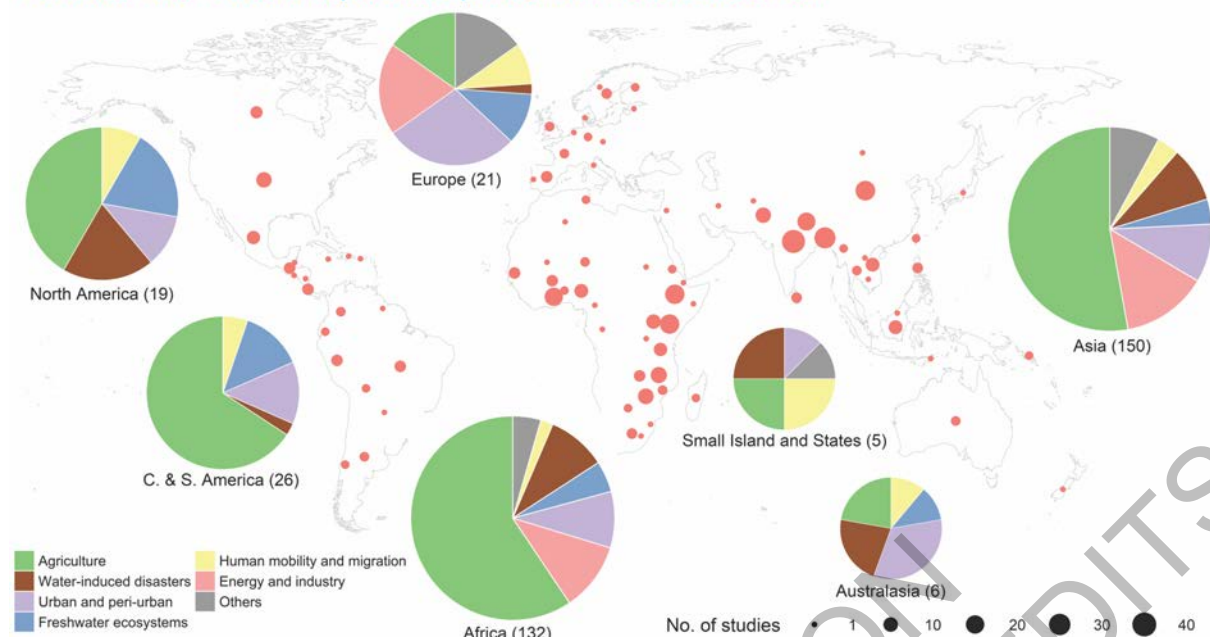 Europe (21)
North America (19)
Asia (150)
Small Island and States (5)
C. & S. America (26)
Australasia (6)
Africa (132)
Agriculture
Water-induced disasters
Urban and peri-urban
Freshwater ecosystems
Human mobility and migration
Energy and industry
Others
No. of studies 1 10 20 30 40
ON
EDITS